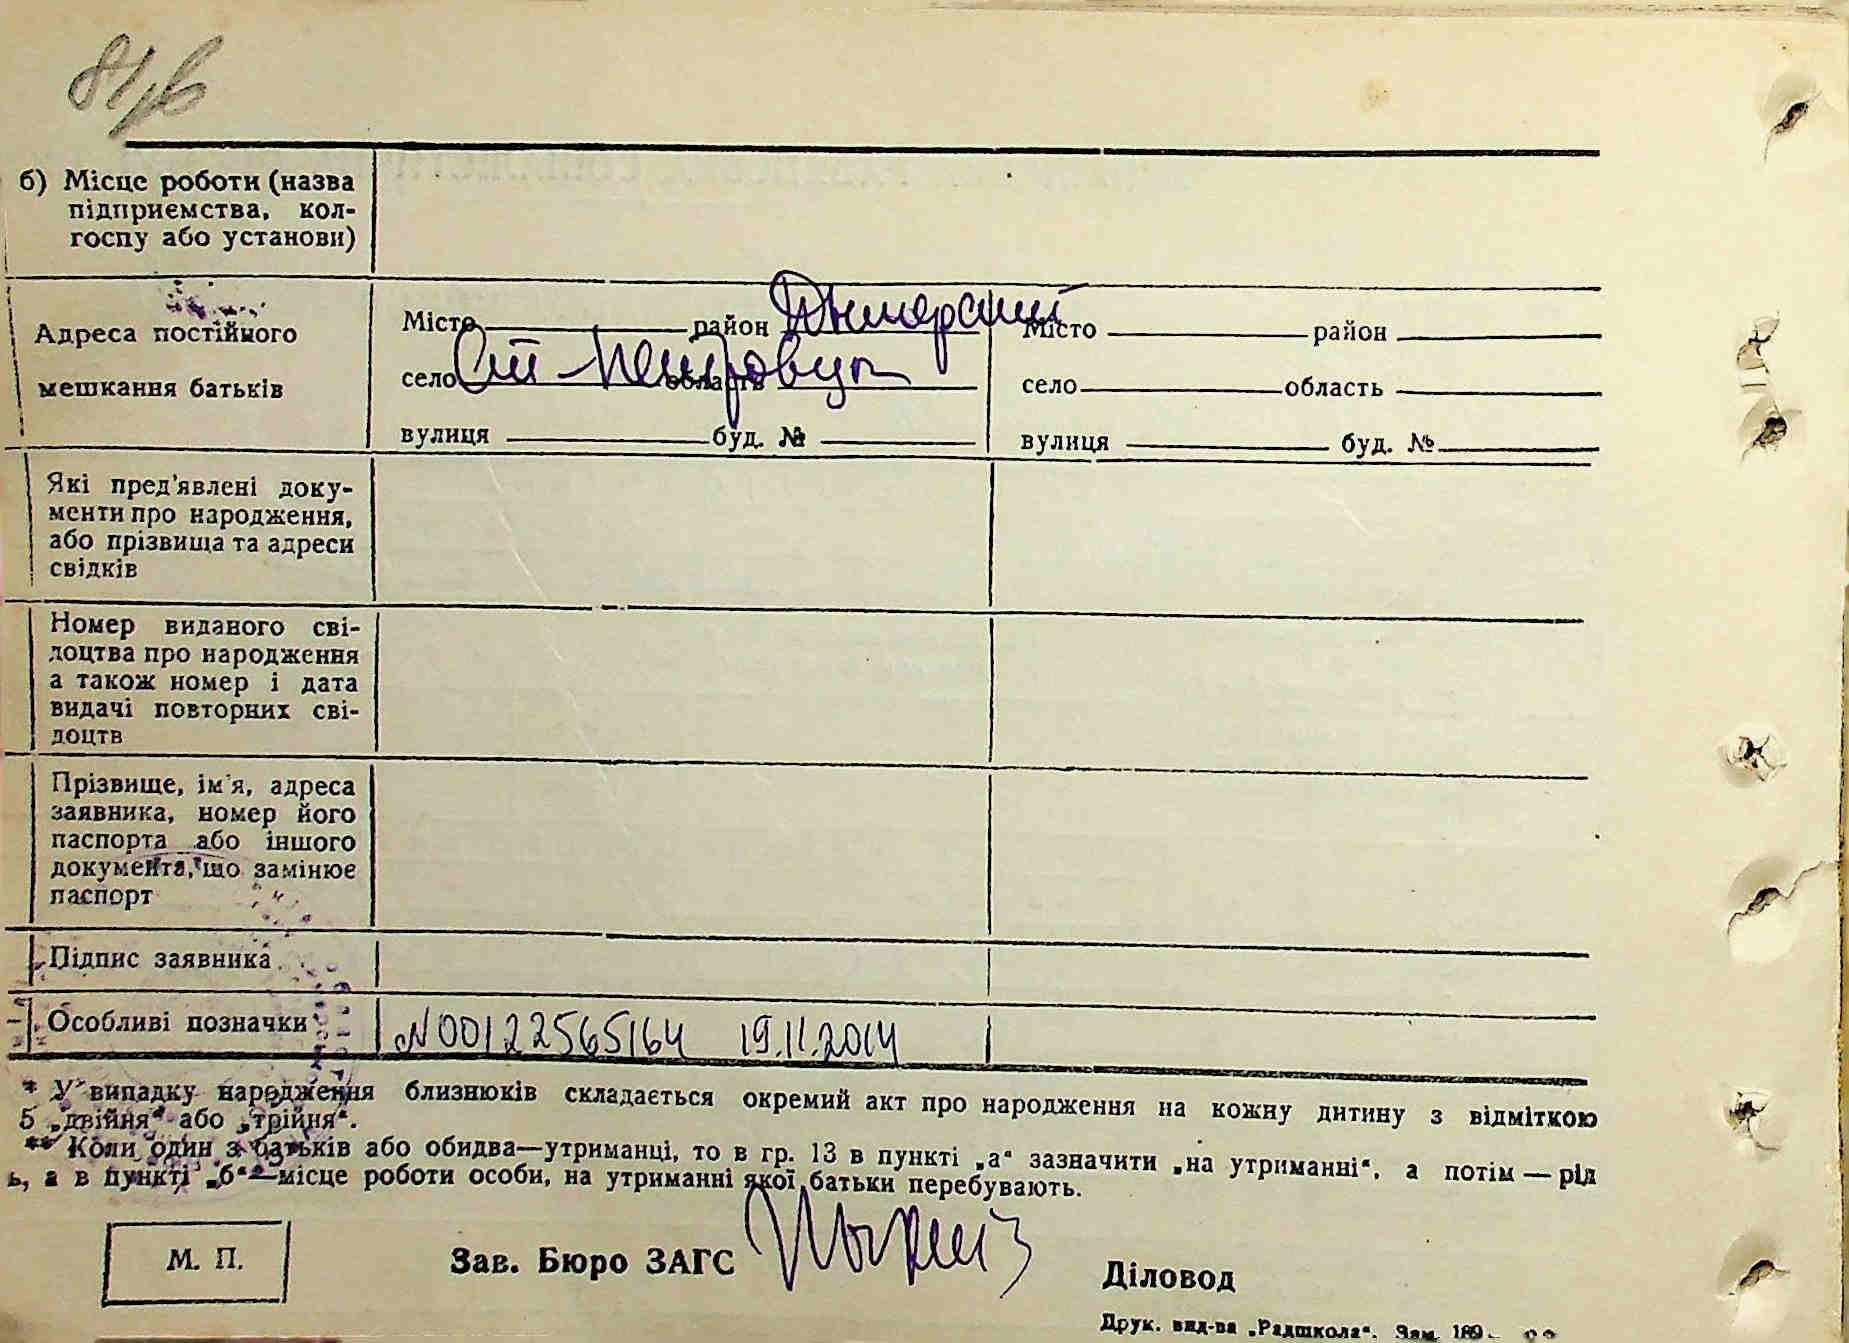 б) Місце роботи (назва
підприємства, кол-
госпу або установи)
Адреса постійного
мешкання батьків
Місто район Димерский Місто район
село Ст Петровцы область село область
вулиця буд. № вулиця буд. №
Які пред'явлені доку-
менти про народження,
або прізвища та адреси
свідків
Номер виданого сві-
доцтва про народження
а також номер і дата
видачі повторних сві-
доцтв
Прізвище, ім'я, адреса
заявника, номер його
паспорта або іншого
документа, що замінює
паспорт
Підпис заявника
Особливі позначки N00122565164 19.11.2014
* У випадку народження близнюків складається окремий акт про народження на кожну дитину з відміткою
5 „двійня“ або „трійня“.
** Коли один з батьків або обидва—утриманці, то в гр. 13 в пункті „а“ зазначити „на утриманні“, а потім — рід
ь, а в пункті „б“—місце роботи особи, на утриманні якої батьки перебувають.
М. П. Зав. Бюро ЗАГС
Діловод
Друк. вид-ва „Радшкола“. Зам. 189